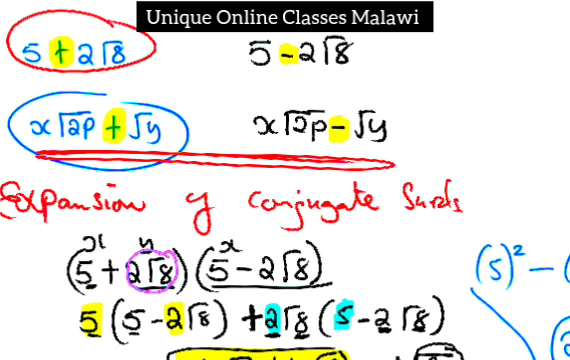 Unique Online Classes Malawi
5 + 2√8 5 - 2√8
x√2p + √y x√2p - √y
Expansion of Conjugate Surds
x y x
(5 + 2√8) (5 - 2√8) (5)² - (
5 (5 - 2√8) + 2√8 (5 - 2√8)